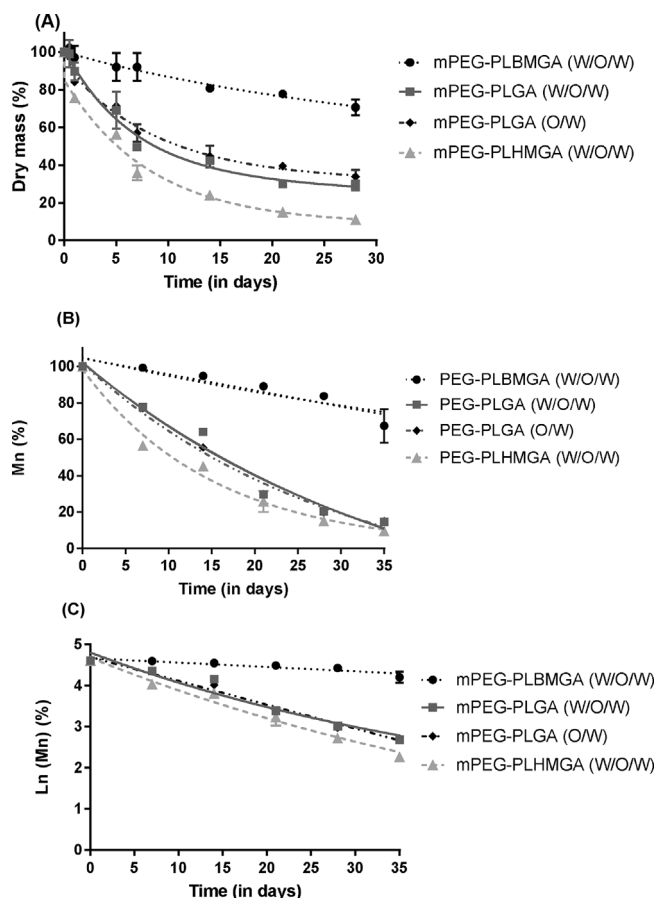 (A)
Dry mass (%)
100
80
60
40
20
0
0 5 10 15 20 25 30
Time (in days)
mPEG-PLBMGA (W/O/W)
mPEG-PLGA (W/O/W)
mPEG-PLGA (O/W)
mPEG-PLHMGA (W/O/W)
(B)
Mn (%)
100
80
60
40
20
0
0 5 10 15 20 25 30 35
Time (in days)
PEG-PLBMGA (W/O/W)
PEG-PLGA (W/O/W)
PEG-PLGA (O/W)
PEG-PLHMGA (W/O/W)
(C)
Ln (Mn) (%)
5
4
3
2
1
0
0 5 10 15 20 25 30 35
Time (in days)
mPEG-PLBMGA (W/O/W)
mPEG-PLGA (W/O/W)
mPEG-PLGA (O/W)
mPEG-PLHMGA (W/O/W)